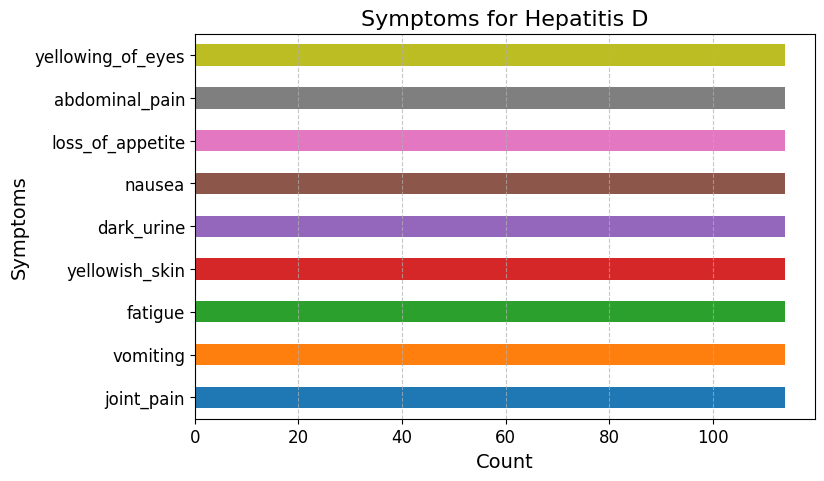 Symptoms for Hepatitis D
Symptoms
yellowing_of_eyes
abdominal_pain
loss_of_appetite
nausea
dark_urine
yellowish_skin
fatigue
vomiting
joint_pain
0 20 40 60 80 100
Count